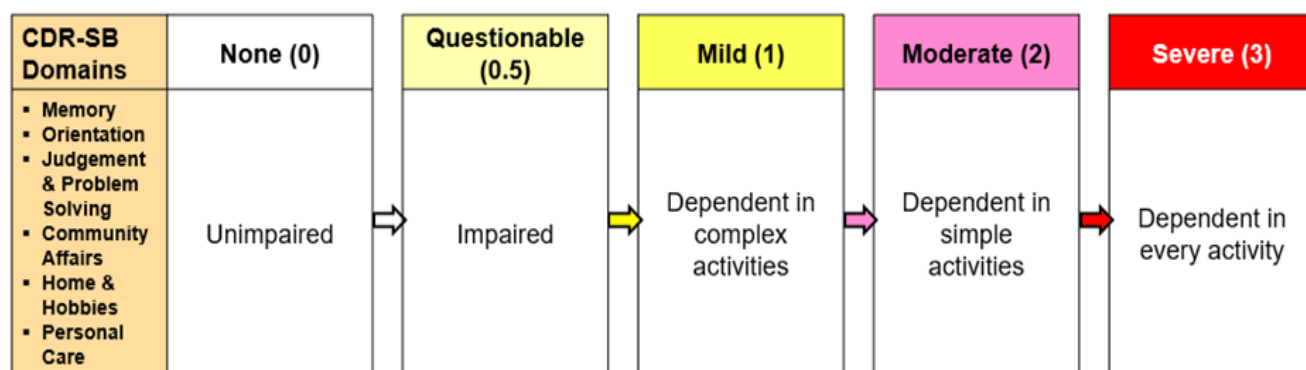 CDR-SB
Domains
None (0)
Questionable
(0.5)
Mild (1)
Moderate (2)
Severe (3)
▪ Memory
▪ Orientation
▪ Judgement
& Problem
Solving
▪ Community
Affairs
▪ Home &
Hobbies
▪ Personal
Care
Unimpaired
Impaired
Dependent in
complex
activities
Dependent in
simple
activities
Dependent in
every activity